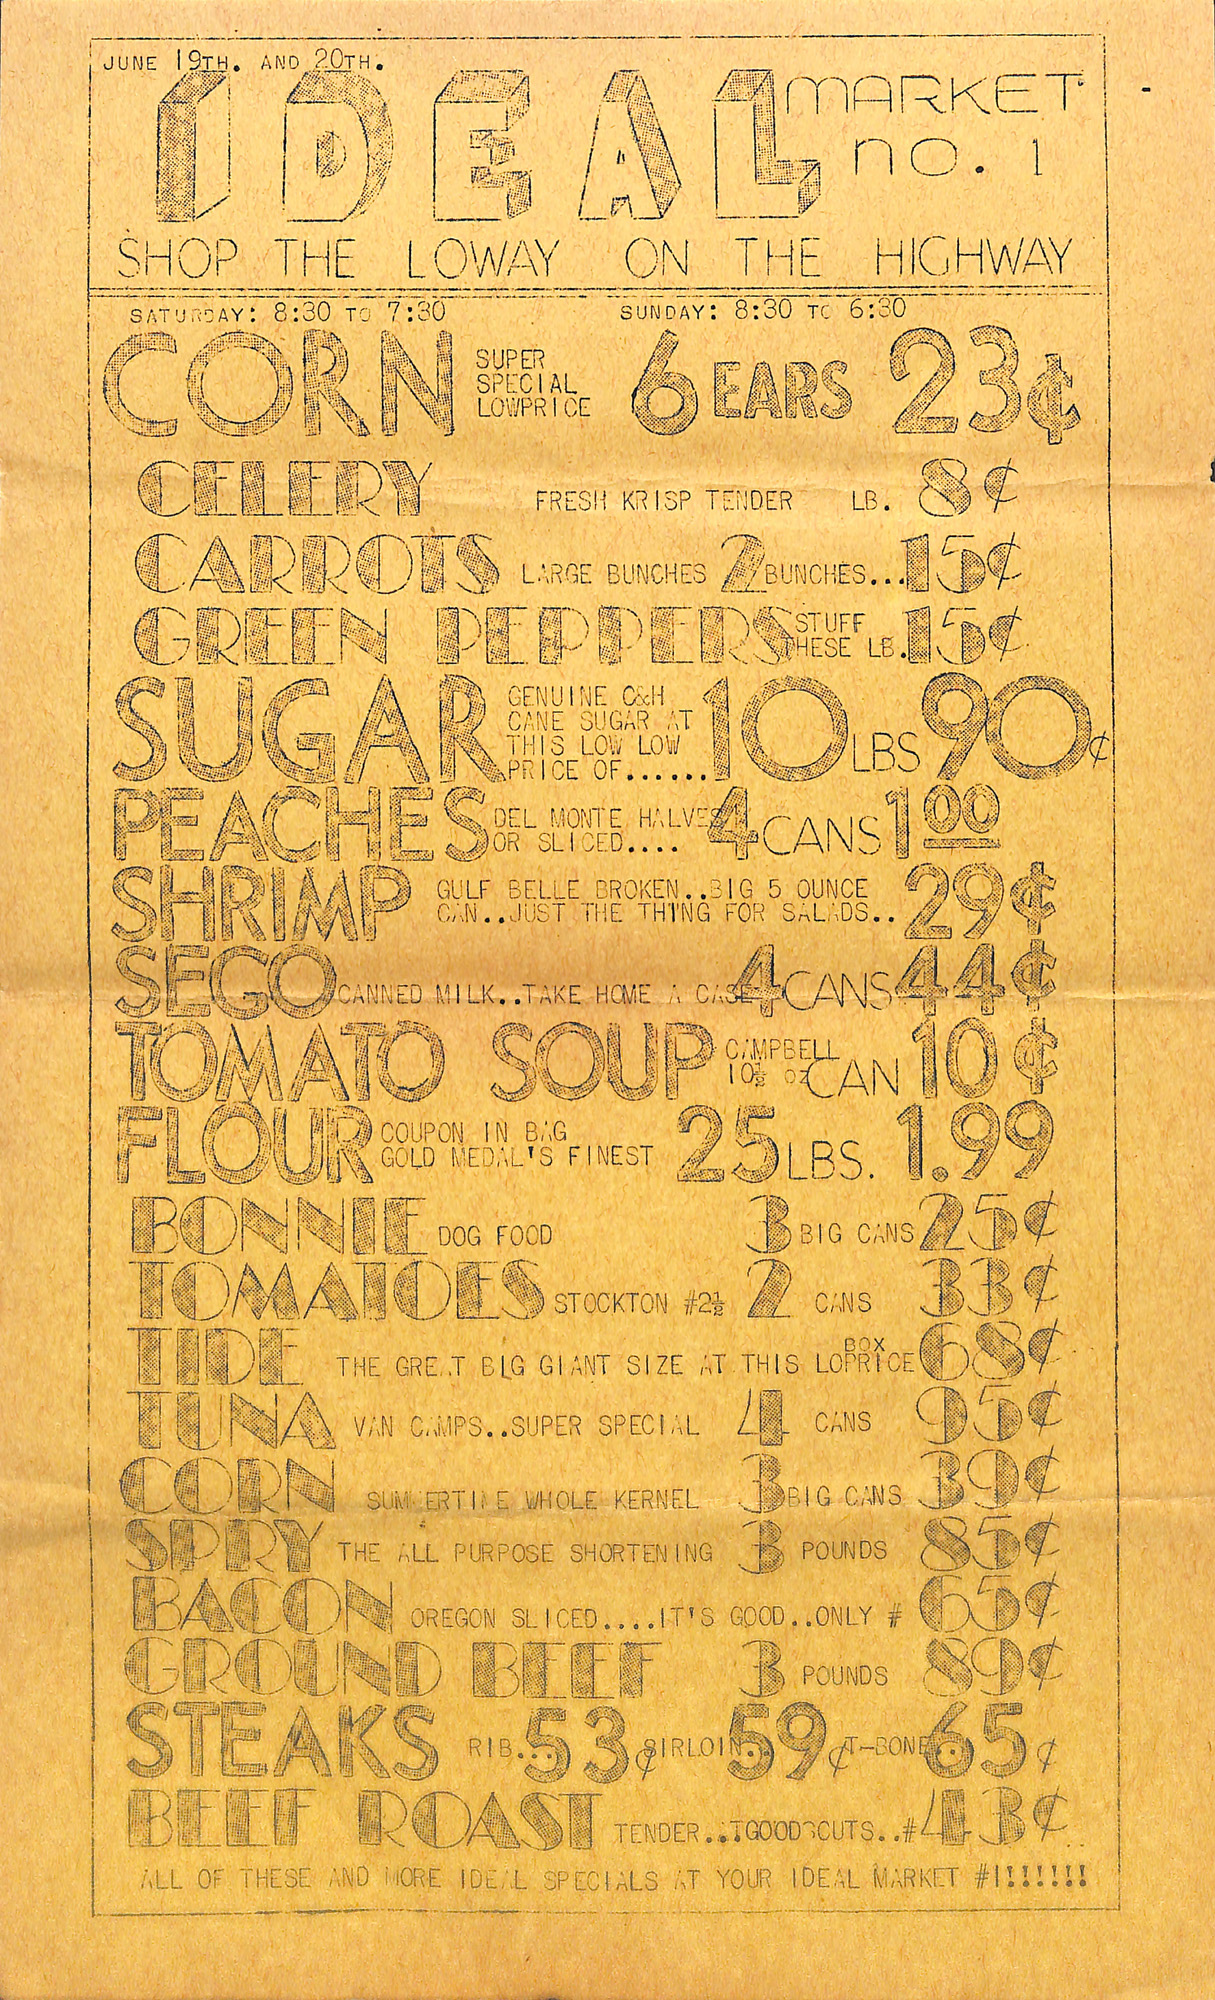 JUNE 19TH. AND 20TH.
IDEAL MARKET
NO. 1
SHOP THE LOWAY ON THE HIGHWAY
SATURDAY: 8:30 TO 7:30 SUNDAY: 8:30 TO 6:30
CORN SUPER SPECIAL LOWPRICE 6 EARS 23¢
CELERY FRESH KRISP TENDER LB. 8¢
CARROTS LARGE BUNCHES 2 BUNCHES...15¢
GREEN PEPPERS STUFF THESE LB. 15¢
SUGAR GENUINE C&H CANE SUGAR AT THIS LOW LOW PRICE OF...... 10 LBS 90¢
PEACHES DEL MONTE HALVES OR SLICED.... 4 CANS 1 00
SHRIMP GULF BELLE BROKEN..BIG 5 OUNCE CAN..JUST THE THING FOR SALADS.. 29¢
SEGO CANNED MILK..TAKE HOME A CASE 4 CANS 44¢
TOMATO SOUP CAMPBELL 10½ OZ CAN 10¢
FLOUR COUPON IN BAG GOLD MEDAL'S FINEST 25 LBS. 1.99
BONNIE DOG FOOD 3 BIG CANS 25¢
TOMATOES STOCKTON #2½ 2 CANS 33¢
TIDE THE GREAT BIG GIANT SIZE AT THIS LOPRICE BOX 68¢
TUNA VAN CAMPS..SUPER SPECIAL 4 CANS 95¢
CORN SUMMERTIME WHOLE KERNEL 3 BIG CANS 39¢
SPRY THE ALL PURPOSE SHORTENING 3 POUNDS 85¢
BACON OREGON SLICED....IT'S GOOD..ONLY # 65¢
GROUND BEEF 3 POUNDS 89¢
STEAKS RIB...53¢ SIRLOIN..59¢ T-BONE..65¢
BEEF ROAST TENDER..TGOODSCUTS..# 43¢
ALL OF THESE AND MORE IDEAL SPECIALS AT YOUR IDEAL MARKET #1!!!!!!!